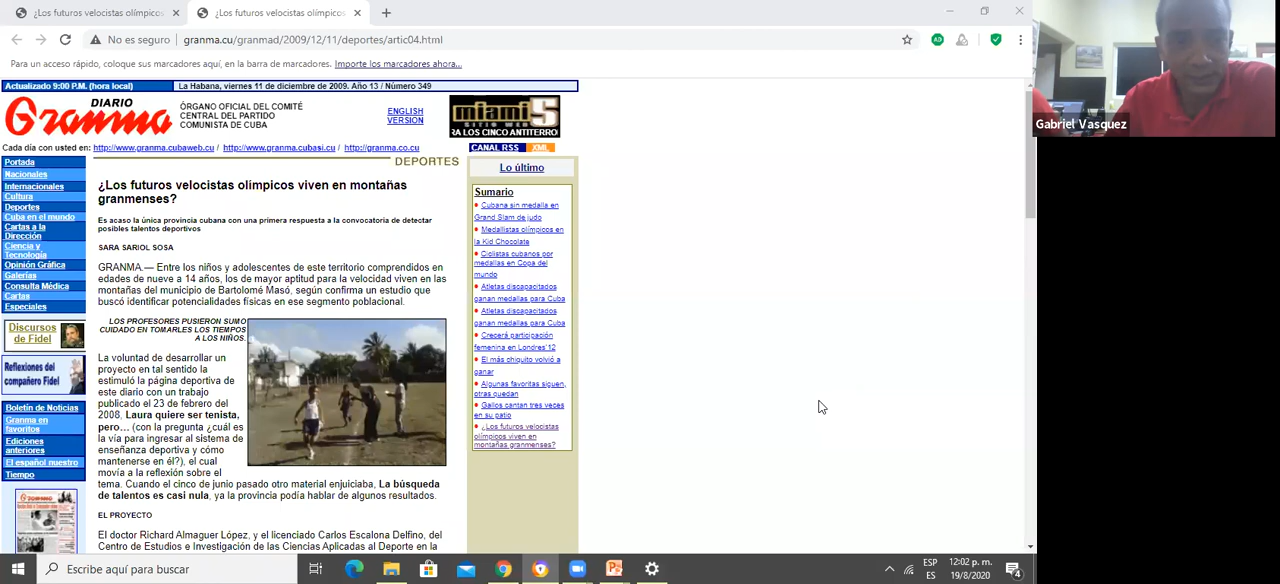 ¿Los futuros velocistas olímpicos
¿Los futuros velocistas olímpicos
No es seguro | granma.cu/granmad/2009/12/11/deportes/artic04.html
Para un acceso rápido, coloque sus marcadores aquí, en la barra de marcadores. Importe los marcadores ahora...
Gabriel Vasquez
Actualizado 9:00 P.M. (hora local)
La Habana, viernes 11 de diciembre de 2009. Año 13 / Número 349
DIARIO
Granma
ÓRGANO OFICIAL DEL COMITÉ
CENTRAL DEL PARTIDO
COMUNISTA DE CUBA
ENGLISH
VERSION
miami 5
RA LOS CINCO ANTITERRO
Cada día con usted en: http://www.granma.cubaweb.cu / http://www.granma.cubasi.cu / http://granma.co.cu
CANAL RSS XML
Portada
Nacionales
Internacionales
Cultura
Deportes
Cuba en el mundo
Cartas a la
Dirección
Ciencia y
Tecnología
Opinión Gráfica
Galerías
Consulta Médica
Cartas
Especiales
Discursos
de Fidel
Reflexiones del
compañero Fidel
Boletín de Noticias
Granma en
favoritos
Ediciones
anteriores
El español nuestro
Tiempo
DEPORTES
¿Los futuros velocistas olímpicos viven en montañas
granmenses?
Es acaso la única provincia cubana con una primera respuesta a la convocatoria de detectar
posibles talentos deportivos
SARA SARIOL SOSA
GRANMA.— Entre los niños y adolescentes de este territorio comprendidos en
edades de nueve a 14 años, los de mayor aptitud para la velocidad viven en las
montañas del municipio de Bartolomé Masó, según confirma un estudio que
buscó identificar potencialidades físicas en ese segmento poblacional.
LOS PROFESORES PUSIERON SUMO
CUIDADO EN TOMARLES LOS TIEMPOS
A LOS NIÑOS.
La voluntad de desarrollar un
proyecto en tal sentido la
estimuló la página deportiva de
este diario con un trabajo
publicado el 23 de febrero del
2008, Laura quiere ser tenista,
pero... (con la pregunta ¿cuál es
la vía para ingresar al sistema de
enseñanza deportiva y cómo
mantenerse en él?), el cual
movía a la reflexión sobre el
tema. Cuando el cinco de junio pasado otro material enjuiciaba, La búsqueda
de talentos es casi nula, ya la provincia podía hablar de algunos resultados.
EL PROYECTO
El doctor Richard Almaguer López, y el licenciado Carlos Escalona Delfino, del
Centro de Estudios e Investigación de las Ciencias Aplicadas al Deporte en la
Lo último
Sumario
Cubana sin medalla en
Grand Slam de judo
Medallistas olímpicos en
la Kid Chocolate
Ciclistas cubanos por
medallas en Copa del
mundo
Atletas discapacitados
ganan medallas para Cuba
Atletas discapacitados
ganan medallas para Cuba
Crecerá participación
femenina en Londres'12
El más chiquito volvió a
ganar
Algunas favoritas siguen,
otras quedan
Gallos cantan tres veces
en su patio
¿Los futuros velocistas
olímpicos viven en
montañas granmenses?
Escribe aquí para buscar
ESP
ES
12:02 p. m.
19/8/2020
4